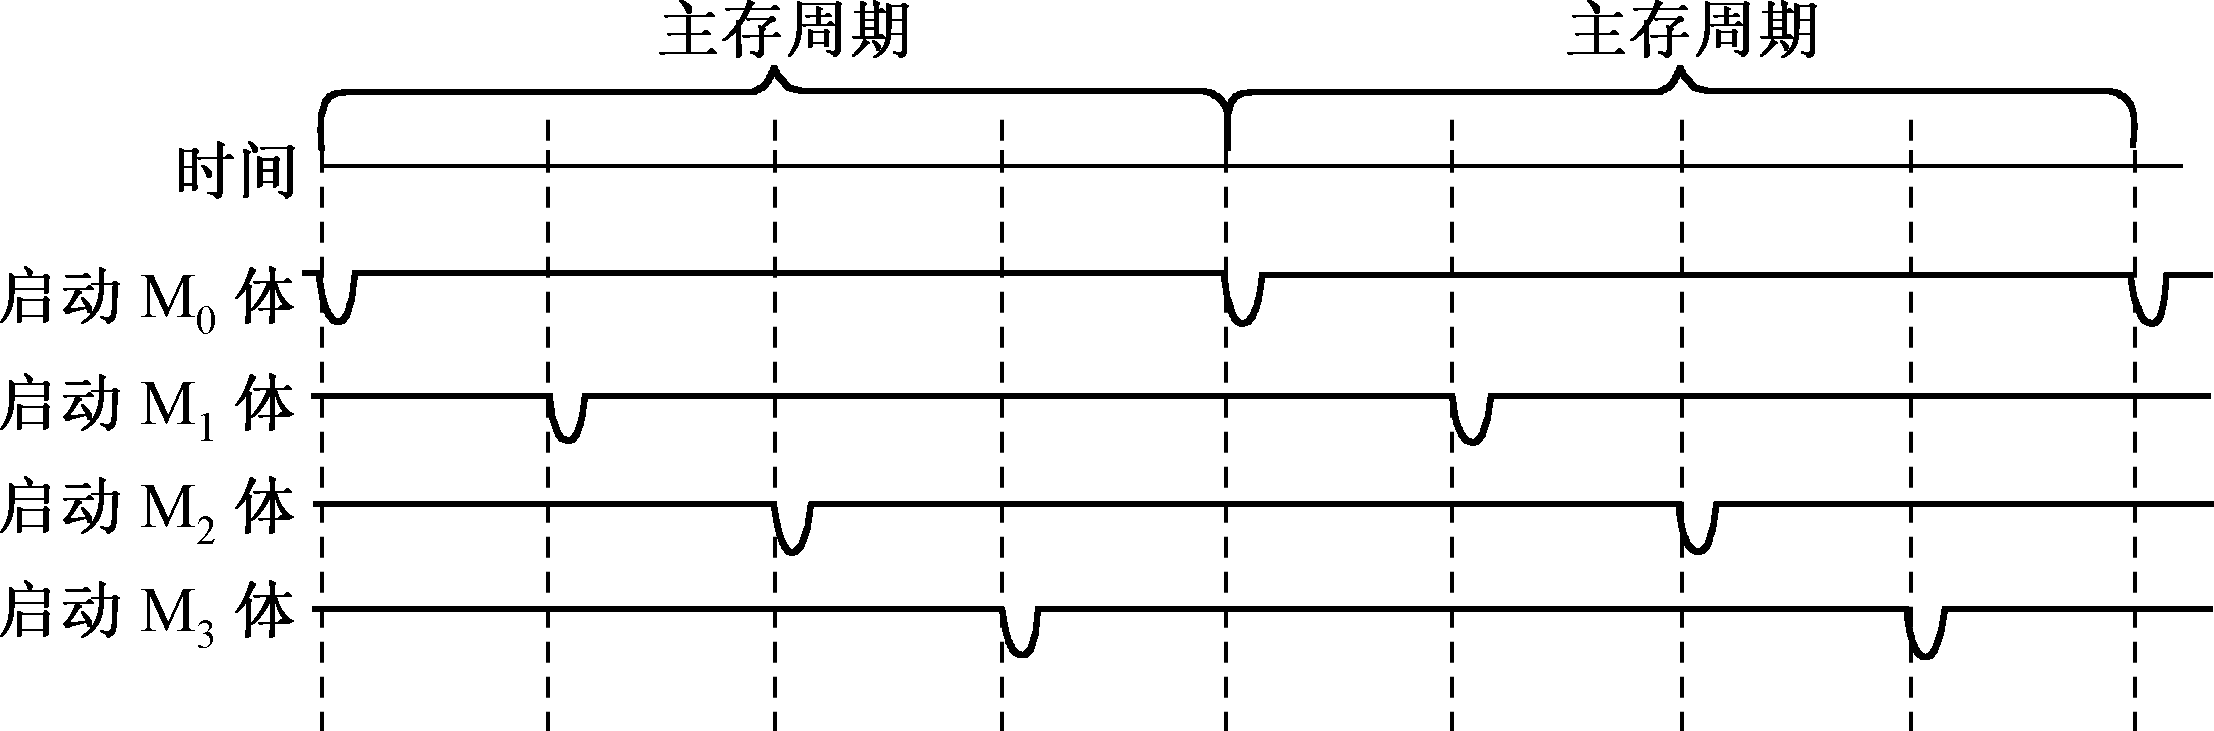 主存周期 主存周期
时间
启动 M₀ 体
启动 M₁ 体
启动 M₂ 体
启动 M₃ 体